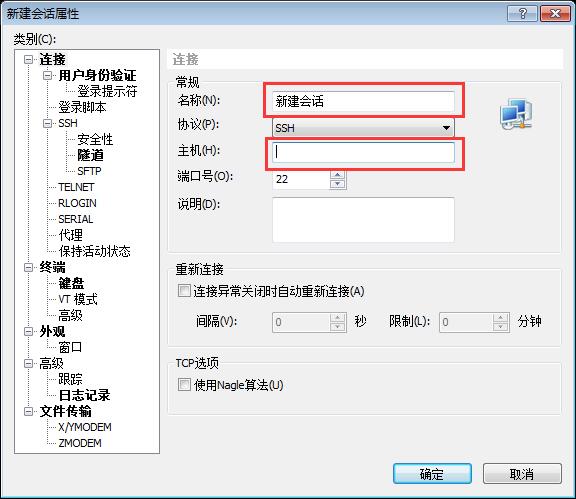 新建会话属性
类别(C):
连接
用户身份验证
登录提示符
登录脚本
SSH
安全性
隧道
SFTP
TELNET
RLOGIN
SERIAL
代理
保持活动状态
终端
键盘
VT 模式
高级
外观
窗口
高级
跟踪
日志记录
文件传输
X/YMODEM
ZMODEM
连接
常规
名称(N): 新建会话
协议(P): SSH
主机(H):
端口号(O): 22
说明(D):
重新连接
连接异常关闭时自动重新连接(A)
间隔(V): 0 秒 限制(L): 0 分钟
TCP选项
使用Nagle算法(U)
确定 取消